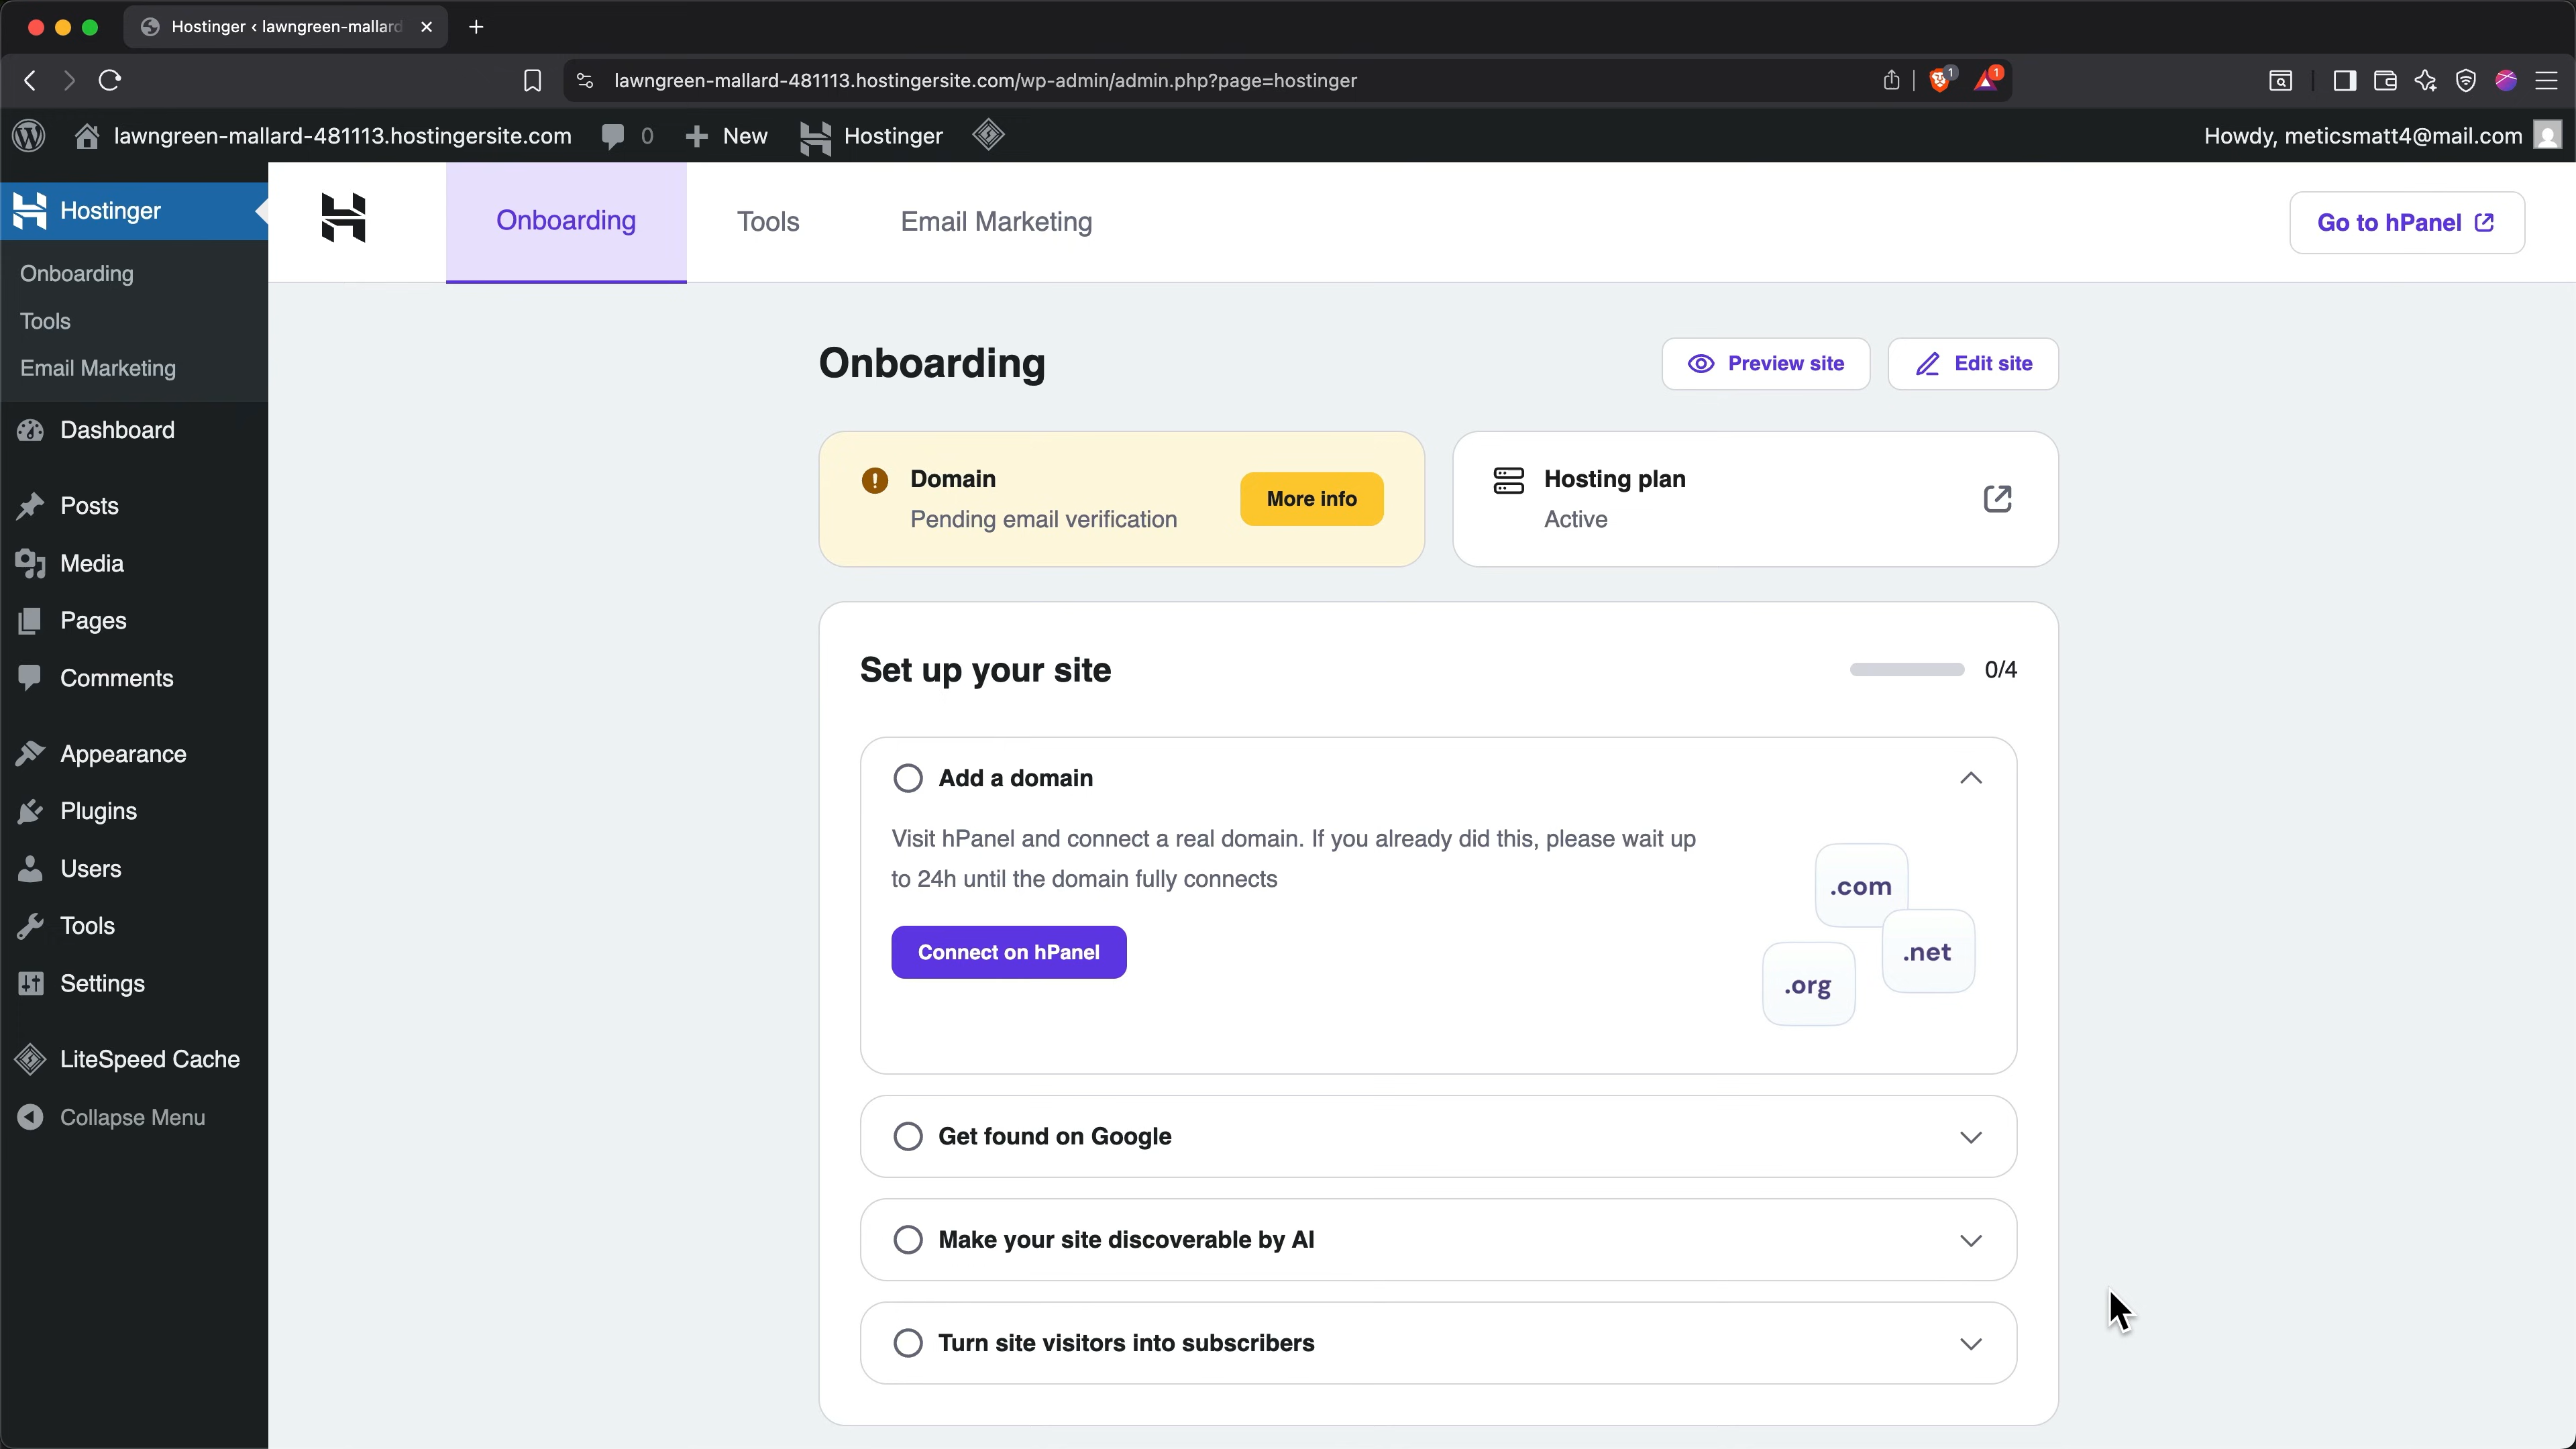 Hostinger ‹ lawngreen-mallard
lawngreen-mallard-481113.hostingersite.com/wp-admin/admin.php?page=hostinger
1
1
lawngreen-mallard-481113.hostingersite.com
0
New
Hostinger
Howdy, meticsmatt4@mail.com
Hostinger
Onboarding
Tools
Email Marketing
Dashboard
Posts
Media
Pages
Comments
Appearance
Plugins
Users
Tools
Settings
LiteSpeed Cache
Collapse Menu
Onboarding
Tools
Email Marketing
Go to hPanel
Onboarding
Preview site
Edit site
Domain
Pending email verification
More info
Hosting plan
Active
Set up your site
0/4
Add a domain
Visit hPanel and connect a real domain. If you already did this, please wait up
to 24h until the domain fully connects
Connect on hPanel
.com
.net
.org
Get found on Google
Make your site discoverable by AI
Turn site visitors into subscribers